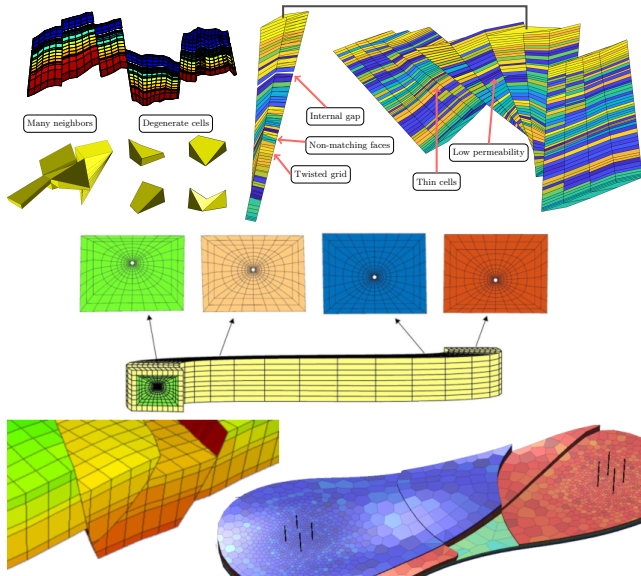 Many neighbors
Degenerate cells
Internal gap
Non-matching faces
Twisted grid
Low permeability
Thin cells